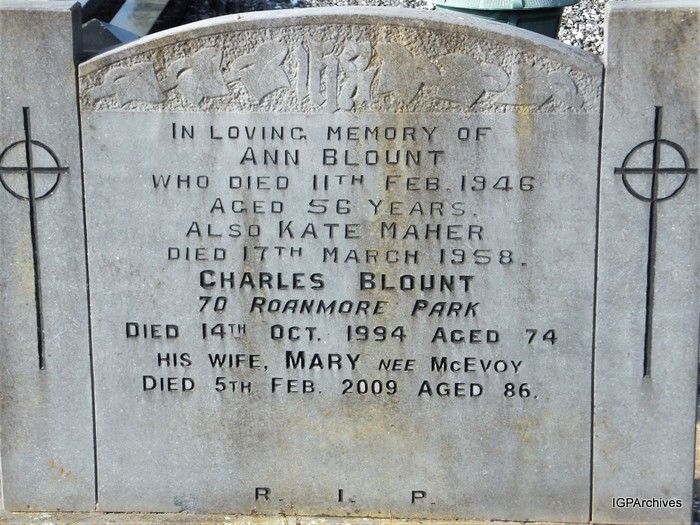 IHS
IN LOVING MEMORY OF
ANN BLOUNT
WHO DIED 11TH FEB. 1946
AGED 56 YEARS.
ALSO KATE MAHER
DIED 17TH MARCH 1958.
CHARLES BLOUNT
70 ROANMORE PARK
DIED 14TH OCT. 1994 AGED 74
HIS WIFE, MARY NEE MCEVOY
DIED 5TH FEB. 2009 AGED 86.
R. I. P.
IGPArchives